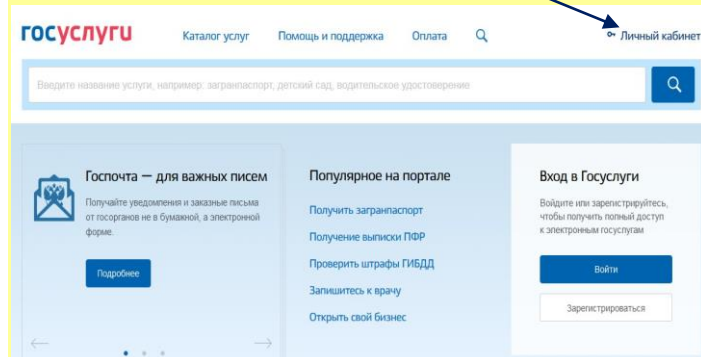 госуслуги
Каталог услуг Помощь и поддержка Оплата Личный кабинет
Введите название услуги, например: загранпаспорт, детский сад, водительское удостоверение
Госпочта — для важных писем
Получайте уведомления и заказные письма
от госорганов не в бумажной, а электронной
форме.
Подробнее
Популярное на портале
Получить загранпаспорт
Получение выписки ПФР
Проверить штрафы ГИБДД
Запишитесь к врачу
Открыть свой бизнес
Вход в Госуслуги
Войдите или зарегистрируйтесь,
чтобы получить полный доступ
к электронным госуслугам
Войти
Зарегистрироваться